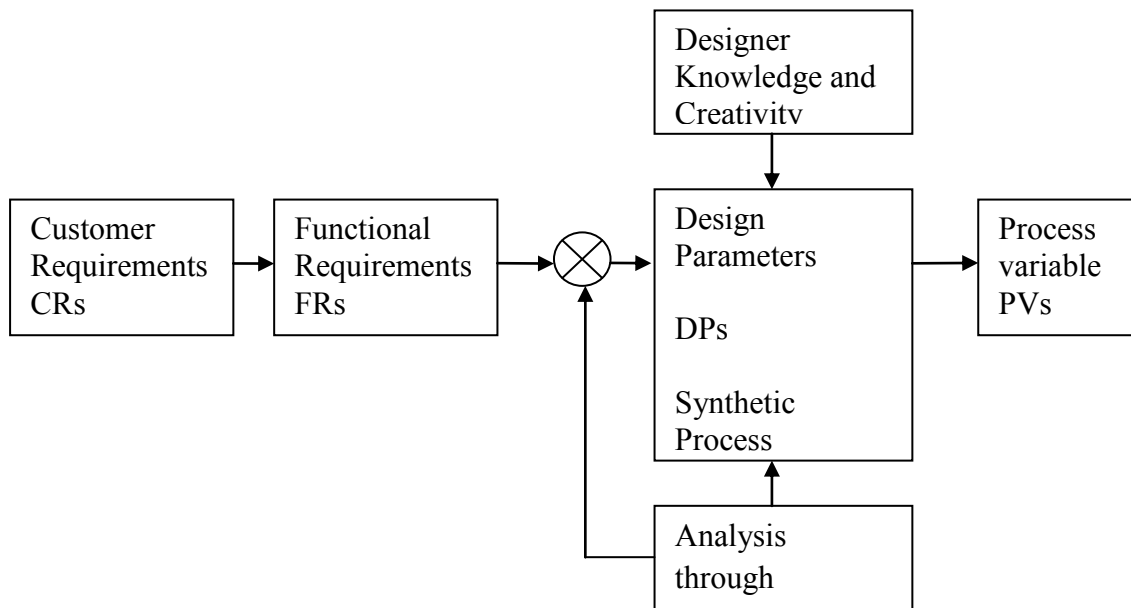 Designer
Knowledge and
Creativity
Customer
Requirements
CRs
Functional
Requirements
FRs
Design
Parameters
DPs
Synthetic
Process
Process
variable
PVs
Analysis
through